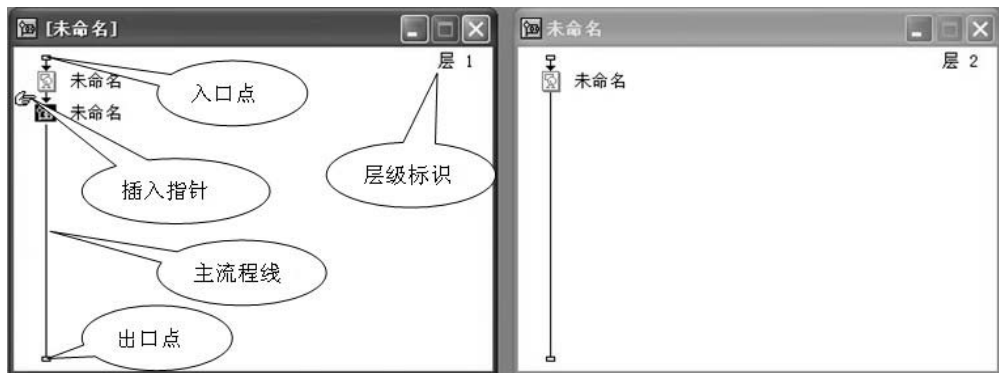 [未命名]
层 1
未命名
入口点
未命名
层级标识
插入指针
主流程线
出口点
未命名
层 2
未命名